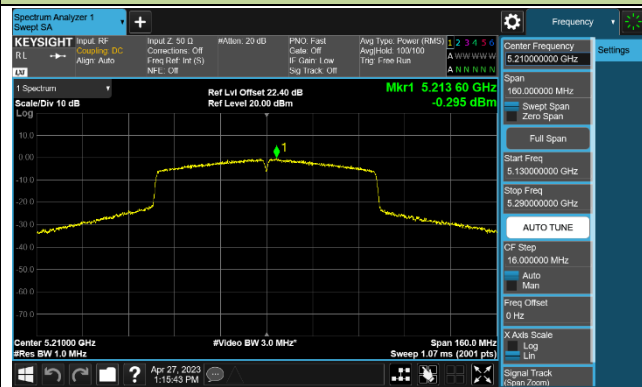 Spectrum Analyzer 1
Swept SA
Frequency
KEYSIGHT
Input: RF
Input Z: 50 Ω
#Atten: 20 dB
PNO: Fast
Avg Type: Power (RMS)
1 2 3 4 5 6
RL
Coupling: DC
Corrections: Off
Gate: Off
Avg|Hold: 100/100
A W W W W W
Align: Auto
Freq Ref: Int (S)
IF Gain: Low
Trig: Free Run
NFE: Off
Sig Track: Off
A N N N N N
LXI
1 Spectrum
Scale/Div 10 dB
Log
Ref Lvl Offset 22.40 dB
Ref Level 20.00 dBm
Mkr1 5.213 60 GHz
-0.295 dBm
1
10.0
0.00
-10.0
-20.0
-30.0
-40.0
-50.0
-60.0
-70.0
Center 5.21000 GHz
#Res BW 1.0 MHz
#Video BW 3.0 MHz*
Span 160.0 MHz
Sweep 1.07 ms (2001 pts)
Apr 27, 2023
1:15:43 PM
Center Frequency
5.210000000 GHz
Settings
Span
160.000000 MHz
Swept Span
Zero Span
Full Span
Start Freq
5.130000000 GHz
Stop Freq
5.290000000 GHz
AUTO TUNE
CF Step
16.000000 MHz
Auto
Man
Freq Offset
0 Hz
X Axis Scale
Log
Lin
Signal Track
(Span Zoom)